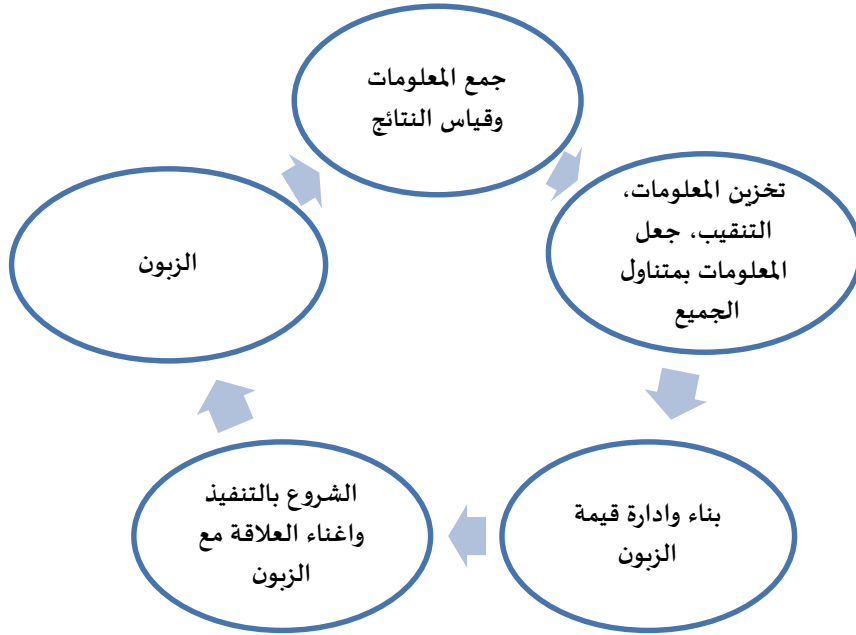 جمع المعلومات
وقياس النتائج
تخزين المعلومات،
التنقيب، جعل
المعلومات بمتناول
الجميع
بناء وادارة قيمة
الزبون
الشروع بالتنفيذ
واغناء العلاقة مع
الزبون
الزبون